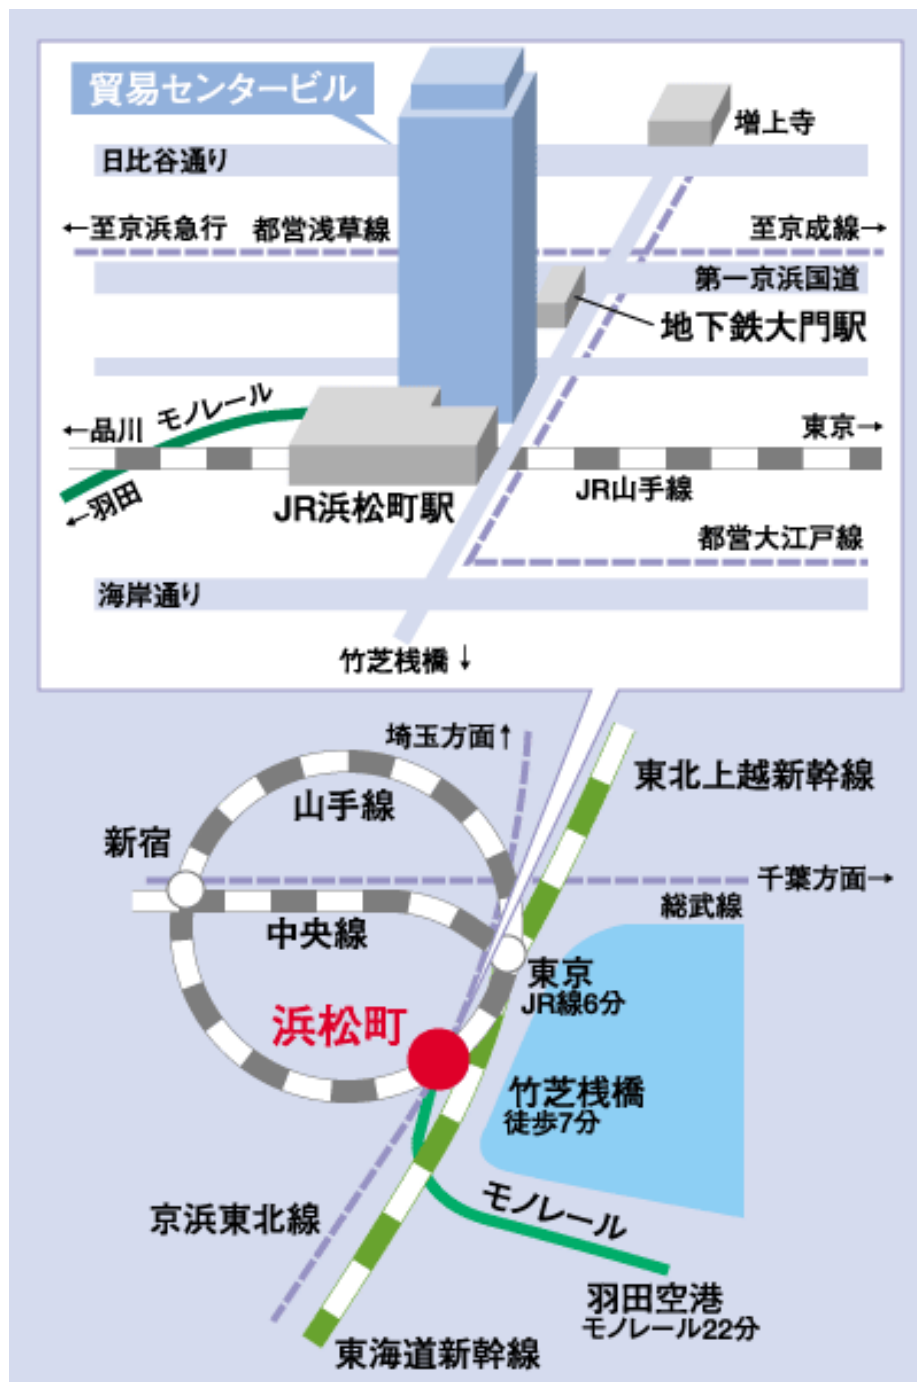 貿易センタービル
増上寺
日比谷通り
←至京浜急行
都営浅草線
至京成線→
第一京浜国道
地下鉄大門駅
モノレール
←品川
東京→
←羽田
JR浜松町駅
JR山手線
都営大江戸線
海岸通り
竹芝桟橋↓
埼玉方面↑
東北上越新幹線
山手線
新宿
千葉方面→
総武線
中央線
東京
JR線6分
浜松町
竹芝桟橋
徒歩7分
京浜東北線
モノレール
羽田空港
モノレール22分
東海道新幹線